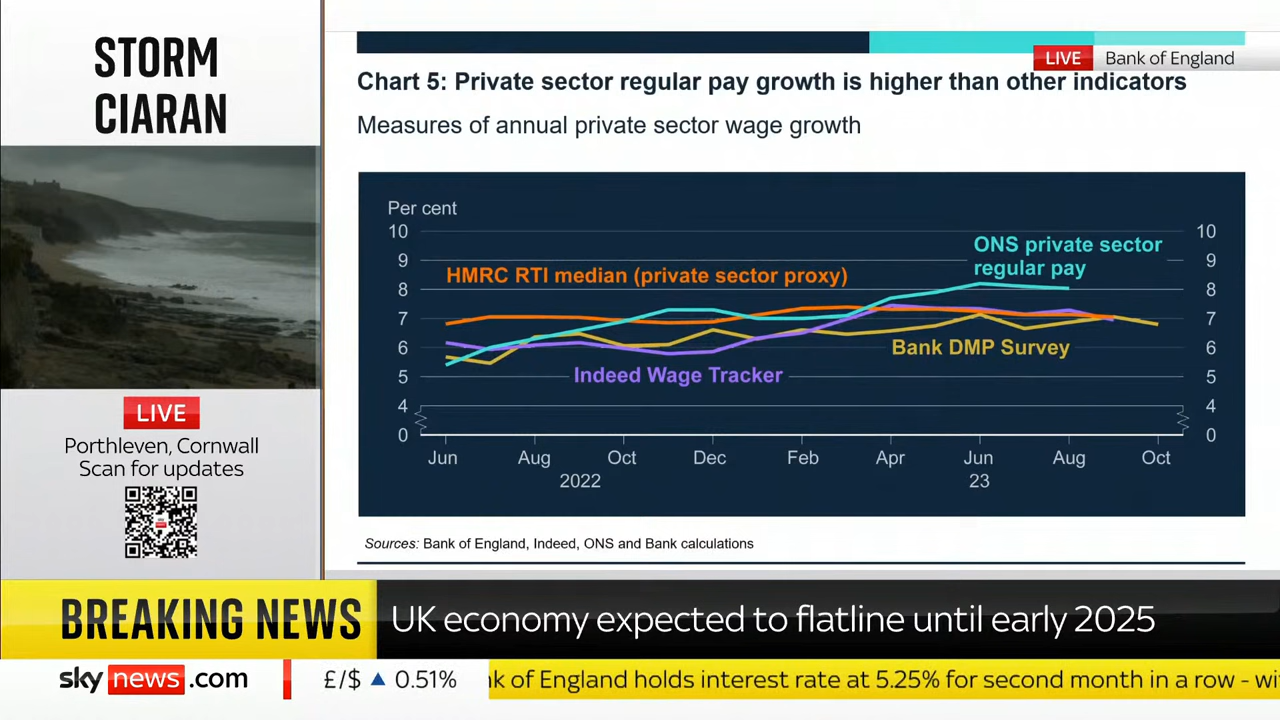 STORM
CIARAN
LIVE
Porthleven, Cornwall
Scan for updates
LIVE Bank of England
Chart 5: Private sector regular pay growth is higher than other indicators
Measures of annual private sector wage growth
Per cent
10 10
9 9
8 8
7 7
6 6
5 5
4 4
0 0
ONS private sector
regular pay
HMRC RTI median (private sector proxy)
Bank DMP Survey
Indeed Wage Tracker
Jun Aug Oct Dec Feb Apr Jun Aug Oct
2022 23
Sources: Bank of England, Indeed, ONS and Bank calculations
BREAKING NEWS UK economy expected to flatline until early 2025
sky news.com £/$ ▲ 0.51% k of England holds interest rate at 5.25% for second month in a row - wi